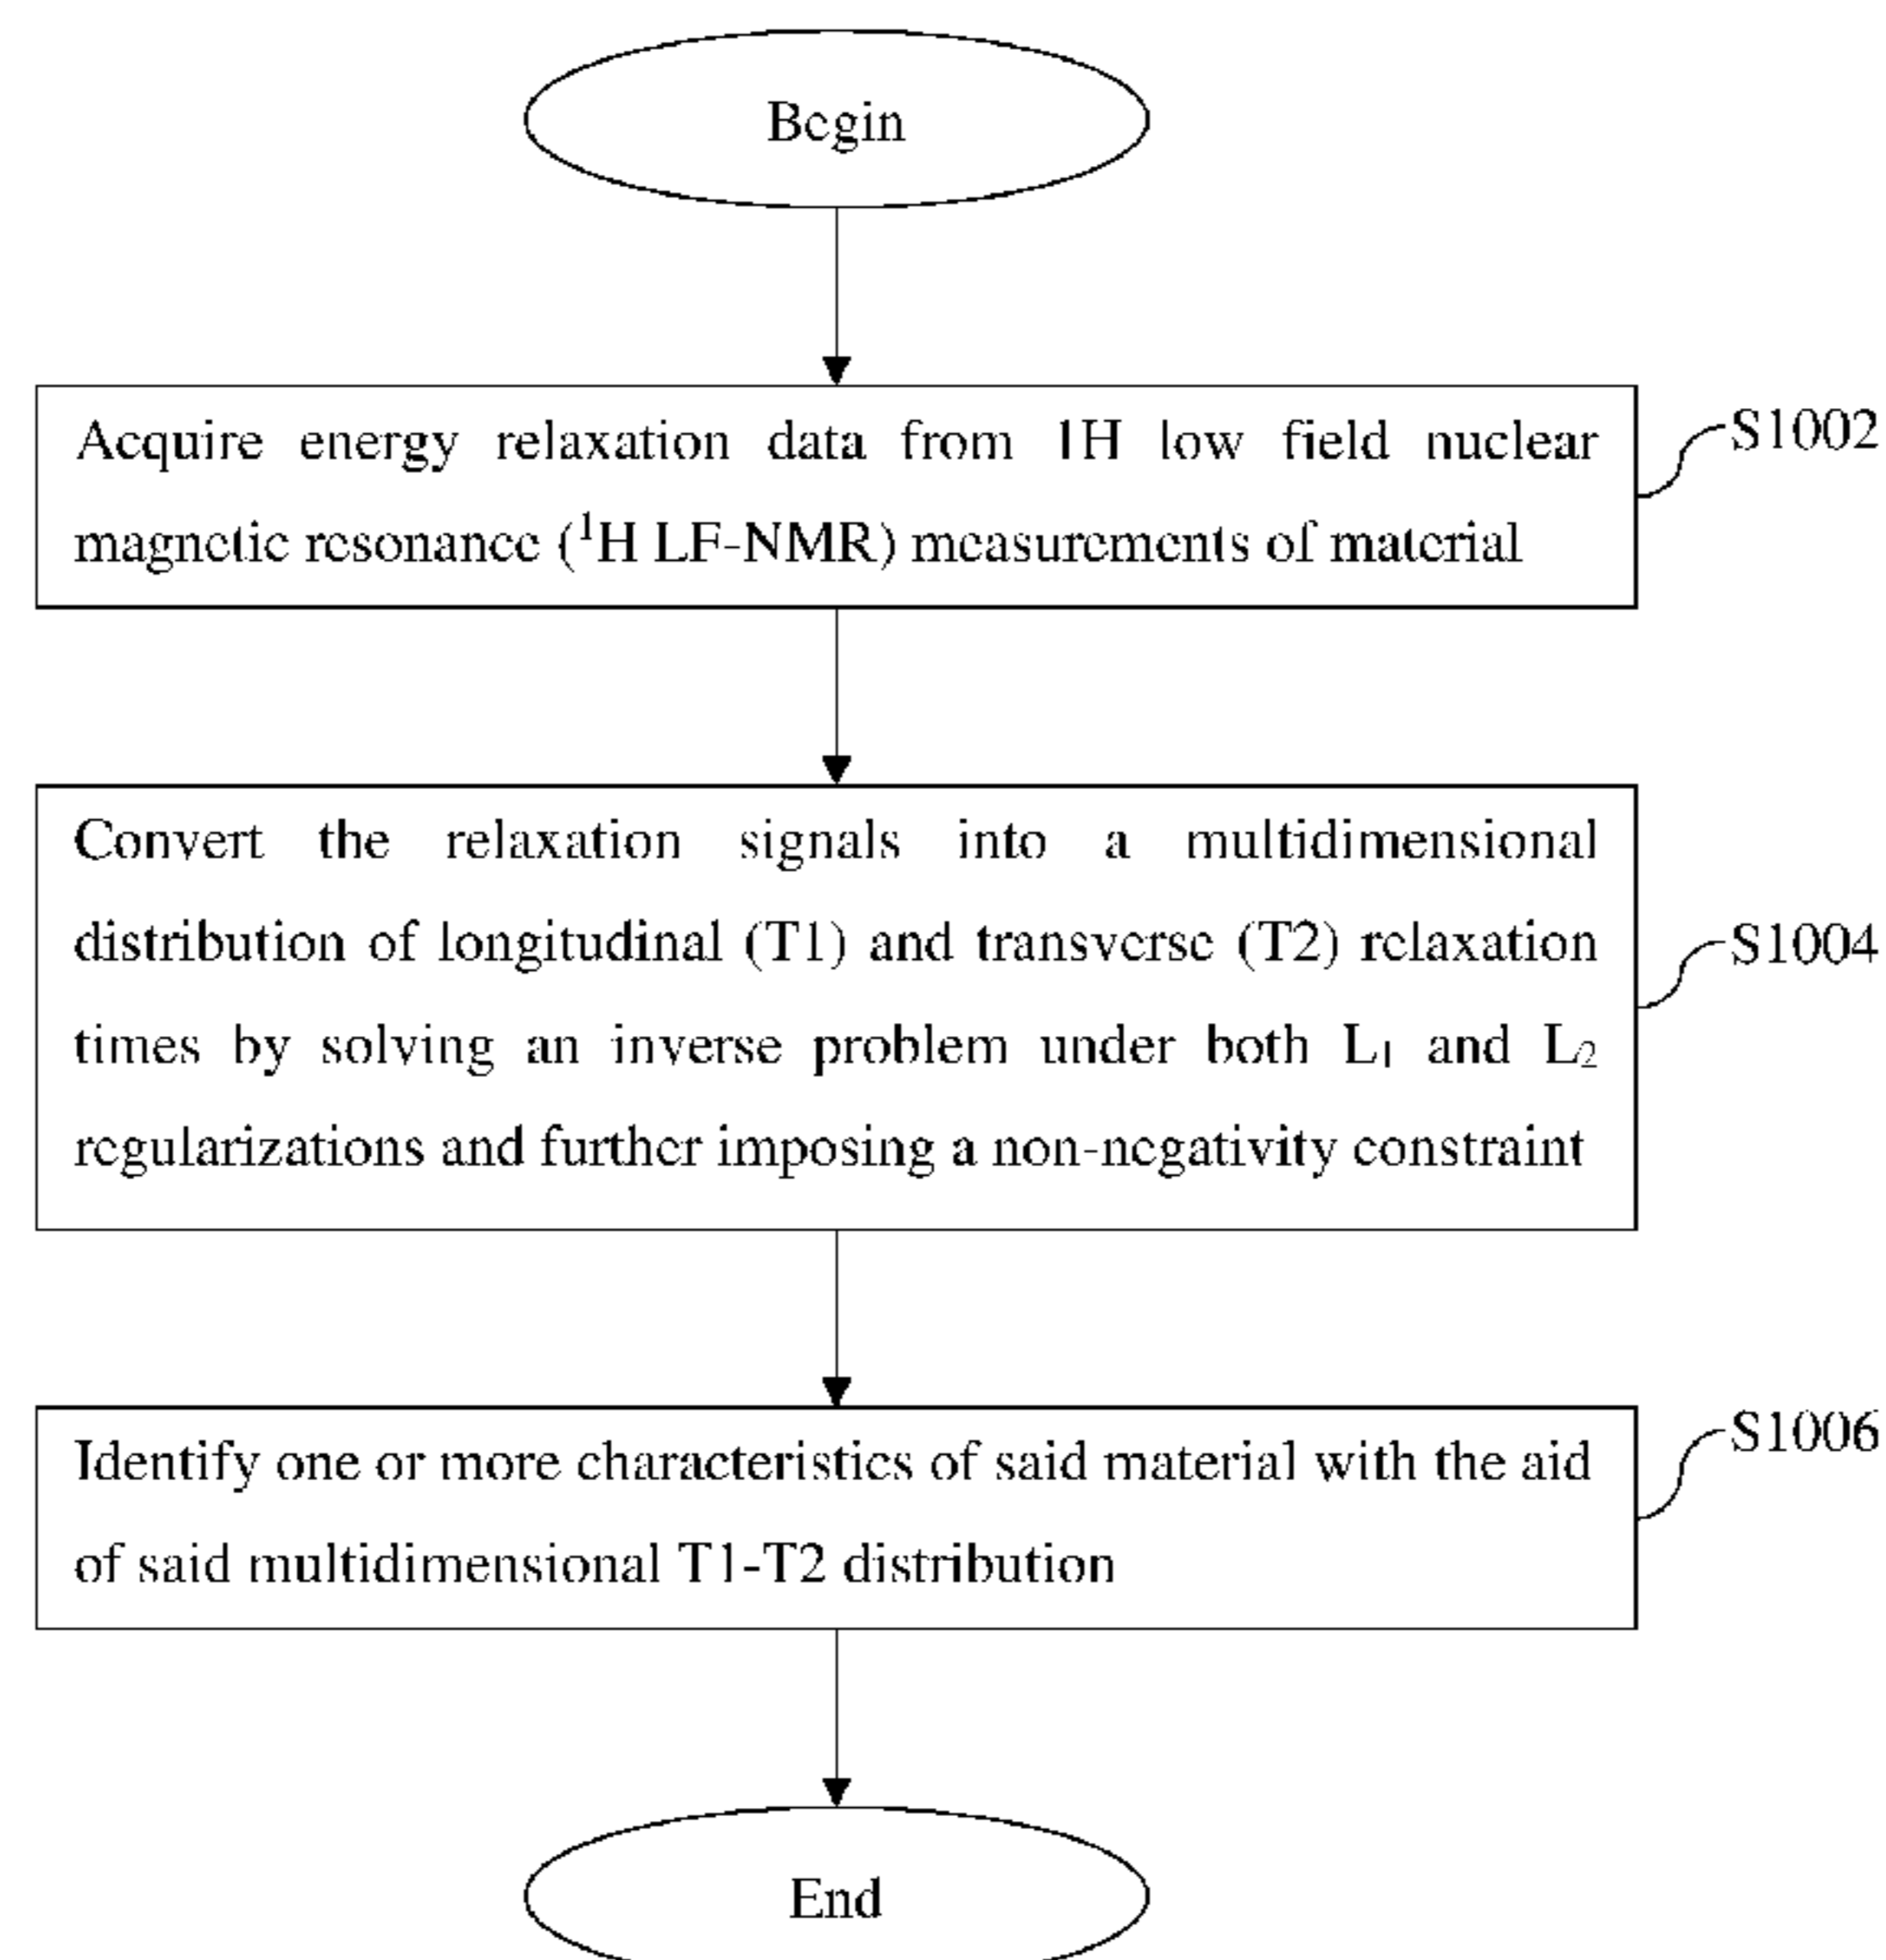 Begin
Acquire energy relaxation data from 1H low field nuclear
S1002
magnetic resonance (¹H LF-NMR) measurements of material
Convert the relaxation signals into a multidimensional
distribution of longitudinal (T1) and transverse (T2) relaxation
S1004
times by solving an inverse problem under both L₁ and L₂
regularizations and further imposing a non-negativity constraint
Identify one or more characteristics of said material with the aid
S1006
of said multidimensional T1-T2 distribution
End